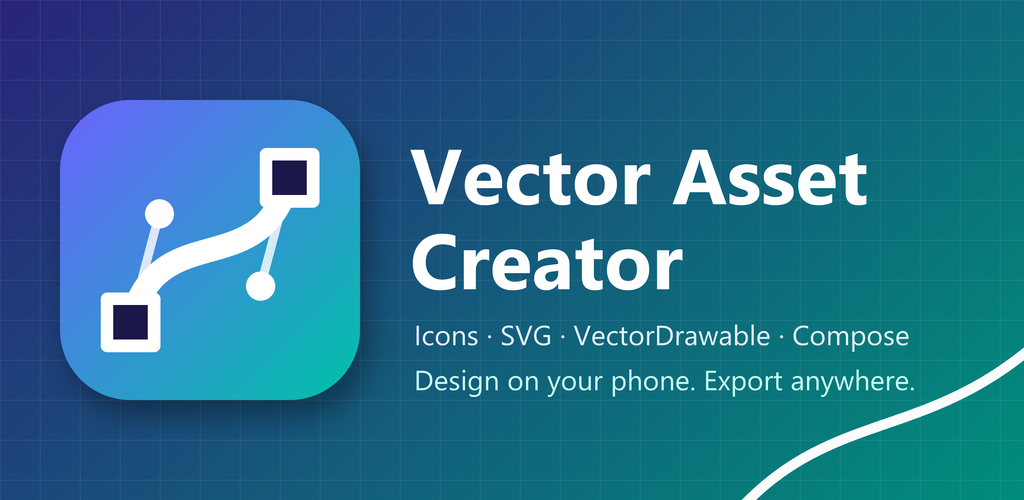 Vector Asset
Creator
Icons · SVG · VectorDrawable · Compose
Design on your phone. Export anywhere.